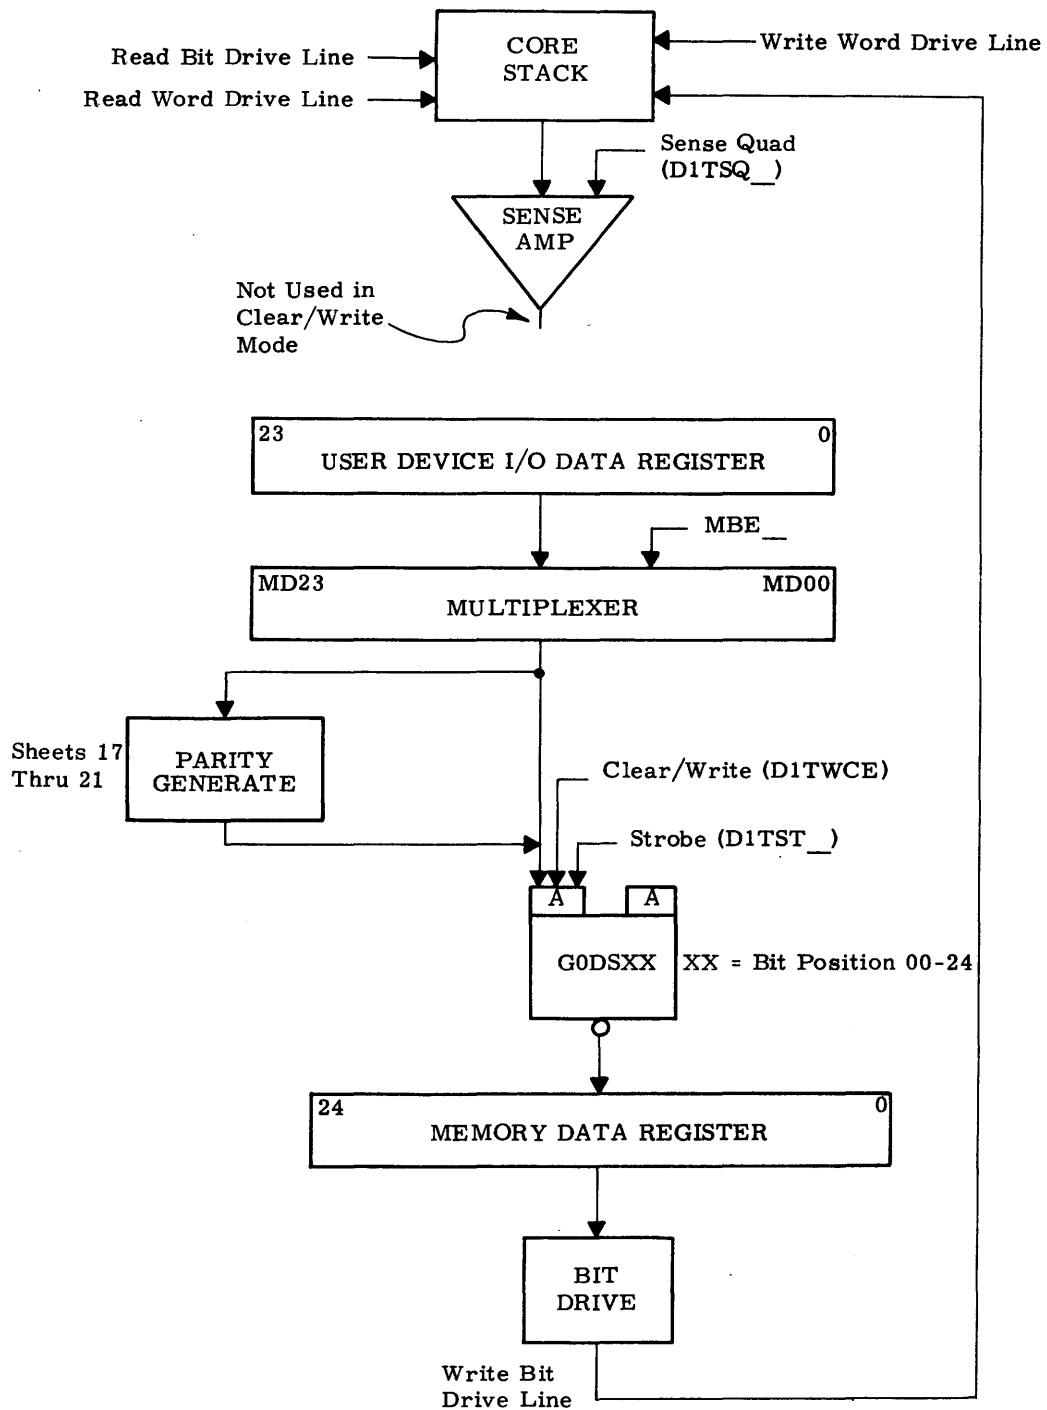 CORE
STACK
Read Bit Drive Line
Write Word Drive Line
Read Word Drive Line
Sense Quad
(D1TSQ__)
SENSE
AMP
Not Used in
Clear/Write
Mode
23 0
USER DEVICE I/O DATA REGISTER
MBE__
MD23 MD00
MULTIPLEXER
Sheets 17
Thru 21
PARITY
GENERATE
Clear/Write (D1TWCE)
Strobe (D1TST__)
A A
G0DSXX XX = Bit Position 00-24
24 0
MEMORY DATA REGISTER
BIT
DRIVE
Write Bit
Drive Line